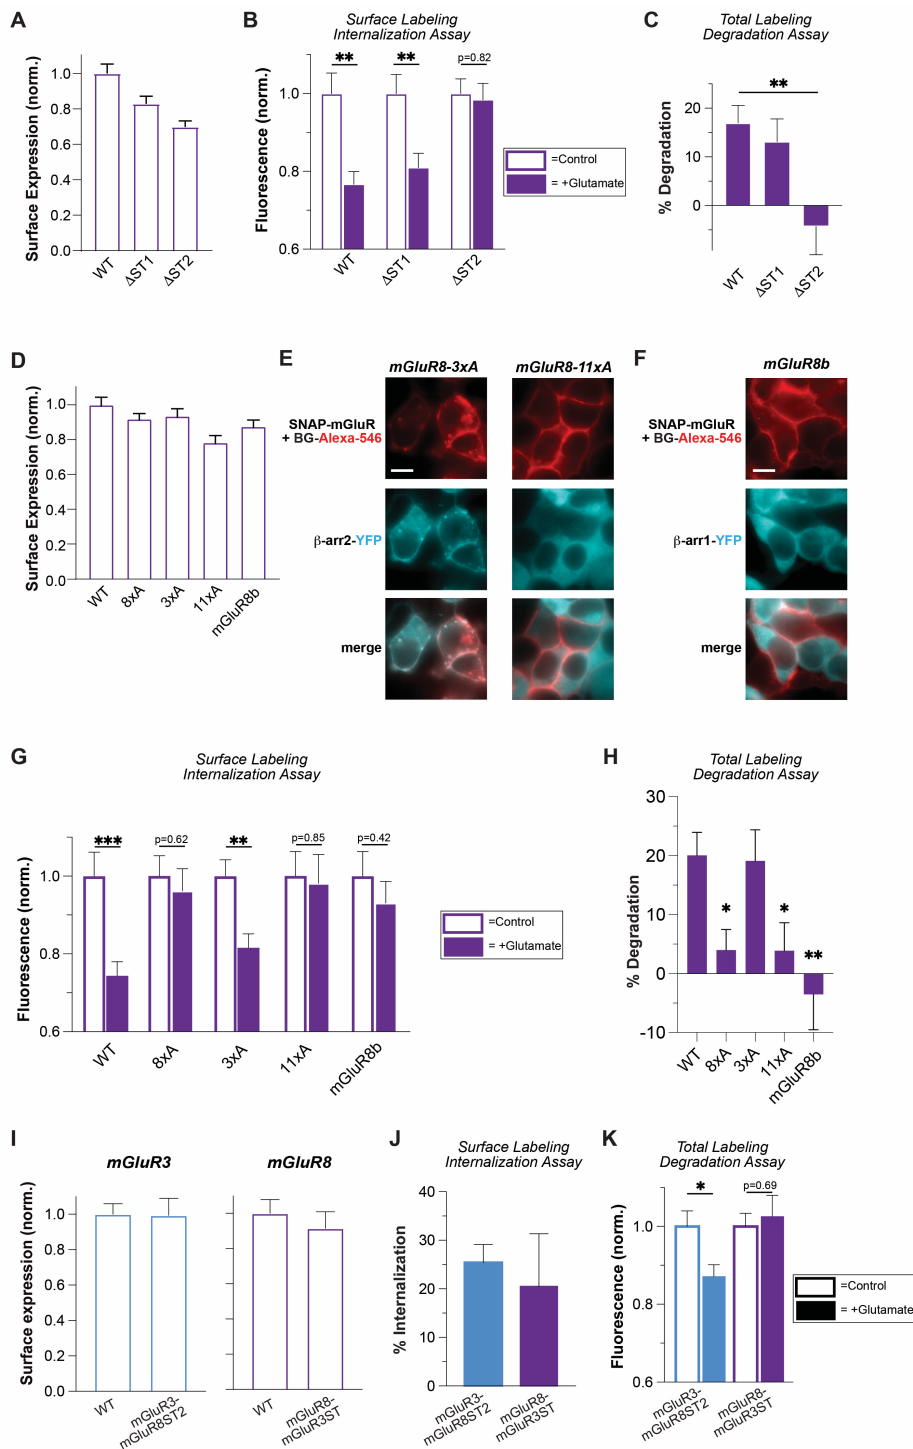 A
Surface Expression (norm.)
1.0
0.8
0.6
0.4
0.2
0.0
WT
ΔST1
ΔST2
B
Surface Labeling
Internalization Assay
Fluorescence (norm.)
1.0
0.8
0.6
**
**
p=0.82
WT
ΔST1
ΔST2
=Control
= +Glutamate
C
Total Labeling
Degradation Assay
% Degradation
20
10
0
**
WT
ΔST1
ΔST2
D
Surface Expression (norm.)
1.0
0.8
0.6
0.4
0.2
0.0
WT
8xA
3xA
11xA
mGluR8b
E
mGluR8-3xA
mGluR8-11xA
SNAP-mGluR
+ BG-Alexa-546
β-arr2-YFP
merge
F
mGluR8b
SNAP-mGluR
+ BG-Alexa-546
β-arr1-YFP
merge
G
Surface Labeling
Internalization Assay
Fluorescence (norm.)
1.0
0.8
0.6
***
p=0.62
**
p=0.85
p=0.42
WT
8xA
3xA
11xA
mGluR8b
=Control
= +Glutamate
H
Total Labeling
Degradation Assay
% Degradation
30
20
10
0
-10
*
*
**
WT
8xA
3xA
11xA
mGluR8b
I
mGluR3
mGluR8
Surface expression (norm.)
1.0
0.8
0.6
0.4
0.2
0.0
WT
mGluR3-
mGluR8ST2
WT
mGluR8-
mGluR3ST
J
Surface Labeling
Internalization Assay
% Internalization
40
30
20
10
0
mGluR3-
mGluR8ST2
mGluR8-
mGluR3ST
K
Total Labeling
Degradation Assay
Fluorescence (norm.)
1.0
0.8
0.6
*
p=0.69
mGluR3-
mGluR8ST2
mGluR8-
mGluR3ST
=Control
= +Glutamate